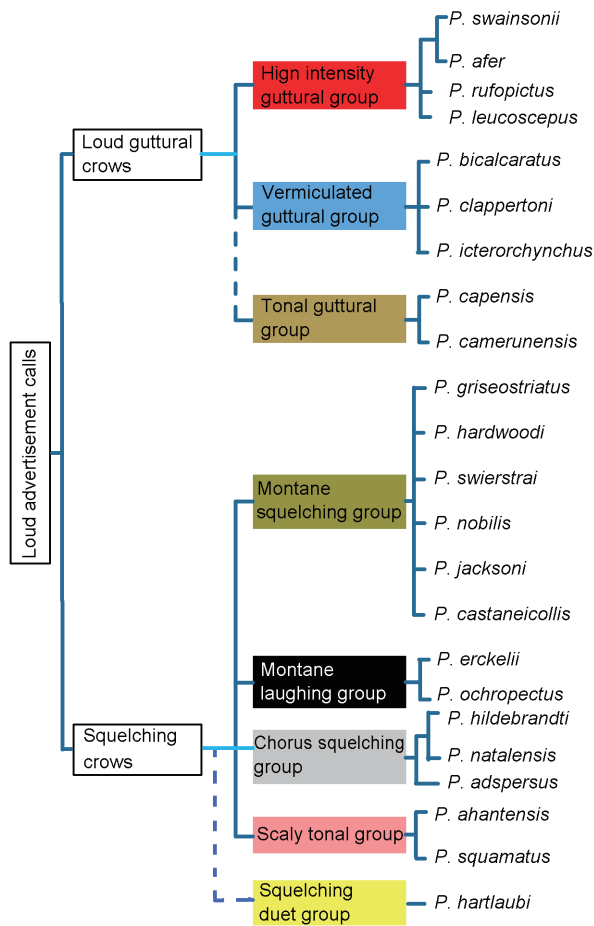 Loud advertisement calls
Loud guttural
crows
Hign intensity
guttural group
P. swainsonii
P. afer
P. rufopictus
P. leucoscepus
Vermiculated
guttural group
P. bicalcaratus
P. clappertoni
P. icterorchynchus
Tonal guttural
group
P. capensis
P. camerunensis
Squelching
crows
Montane
squelching group
P. griseostriatus
P. hardwoodi
P. swierstrai
P. nobilis
P. jacksoni
P. castaneicollis
Montane
laughing group
P. erckelii
P. ochropectus
Chorus squelching
group
P. hildebrandti
P. natalensis
P. adspersus
Scaly tonal group
P. ahantensis
P. squamatus
Squelching
duet group
P. hartlaubi